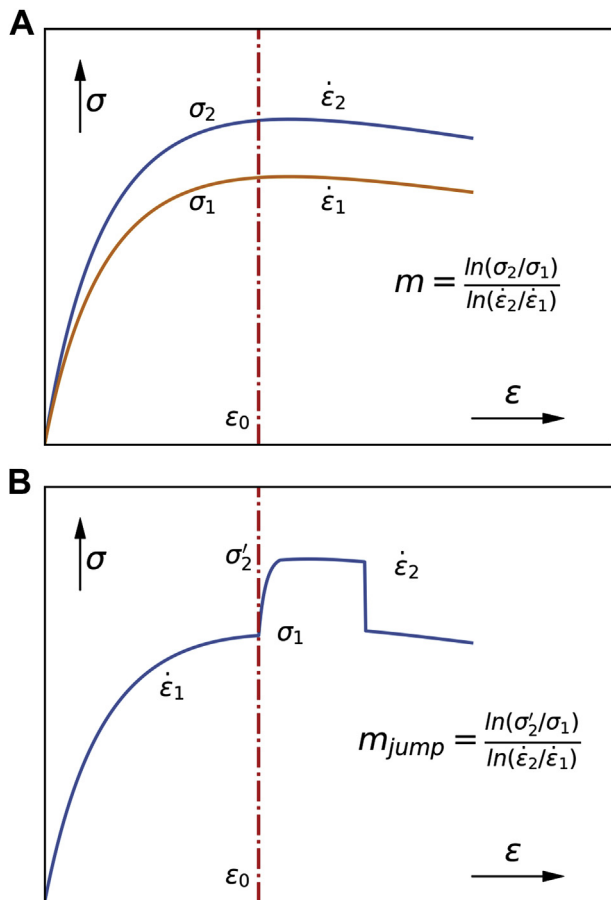 A
σ
σ₂ ε̇₂
σ₁ ε̇₁
m = ln(σ₂/σ₁) / ln(ε̇₂/ε̇₁)
ε₀ ε
B
σ
σ′₂ ε̇₂
σ₁
ε̇₁
m_jump = ln(σ′₂/σ₁) / ln(ε̇₂/ε̇₁)
ε₀ ε